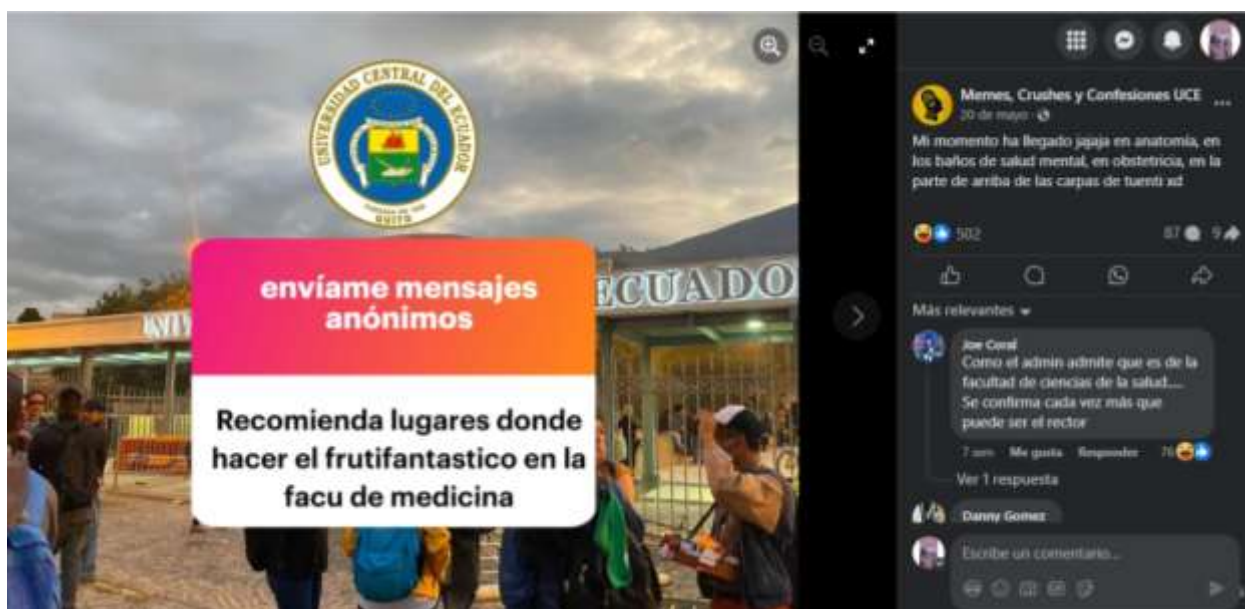 UNIVERSIDAD CENTRAL DEL ECUADOR
QUITO
ECUADO
envíame mensajes
anónimos
Recomienda lugares donde
hacer el frutifantastico en la
facu de medicina
Memes, Crushes y Confesiones UCE ...
20 de mayo
Mi momento ha llegado jajaja en anatomía, en
los baños de salud mental, en obstetricia, en la
parte de arriba de las carpas de tuenti xd
502
87
9
Más relevantes
Joe Coral
Como el admin admite que es de la
facultad de ciencias de la salud....
Se confirma cada vez más que
puede ser el rector
7 sem Me gusta Responder 76
Ver 1 respuesta
Danny Gomez
Escribe un comentario...